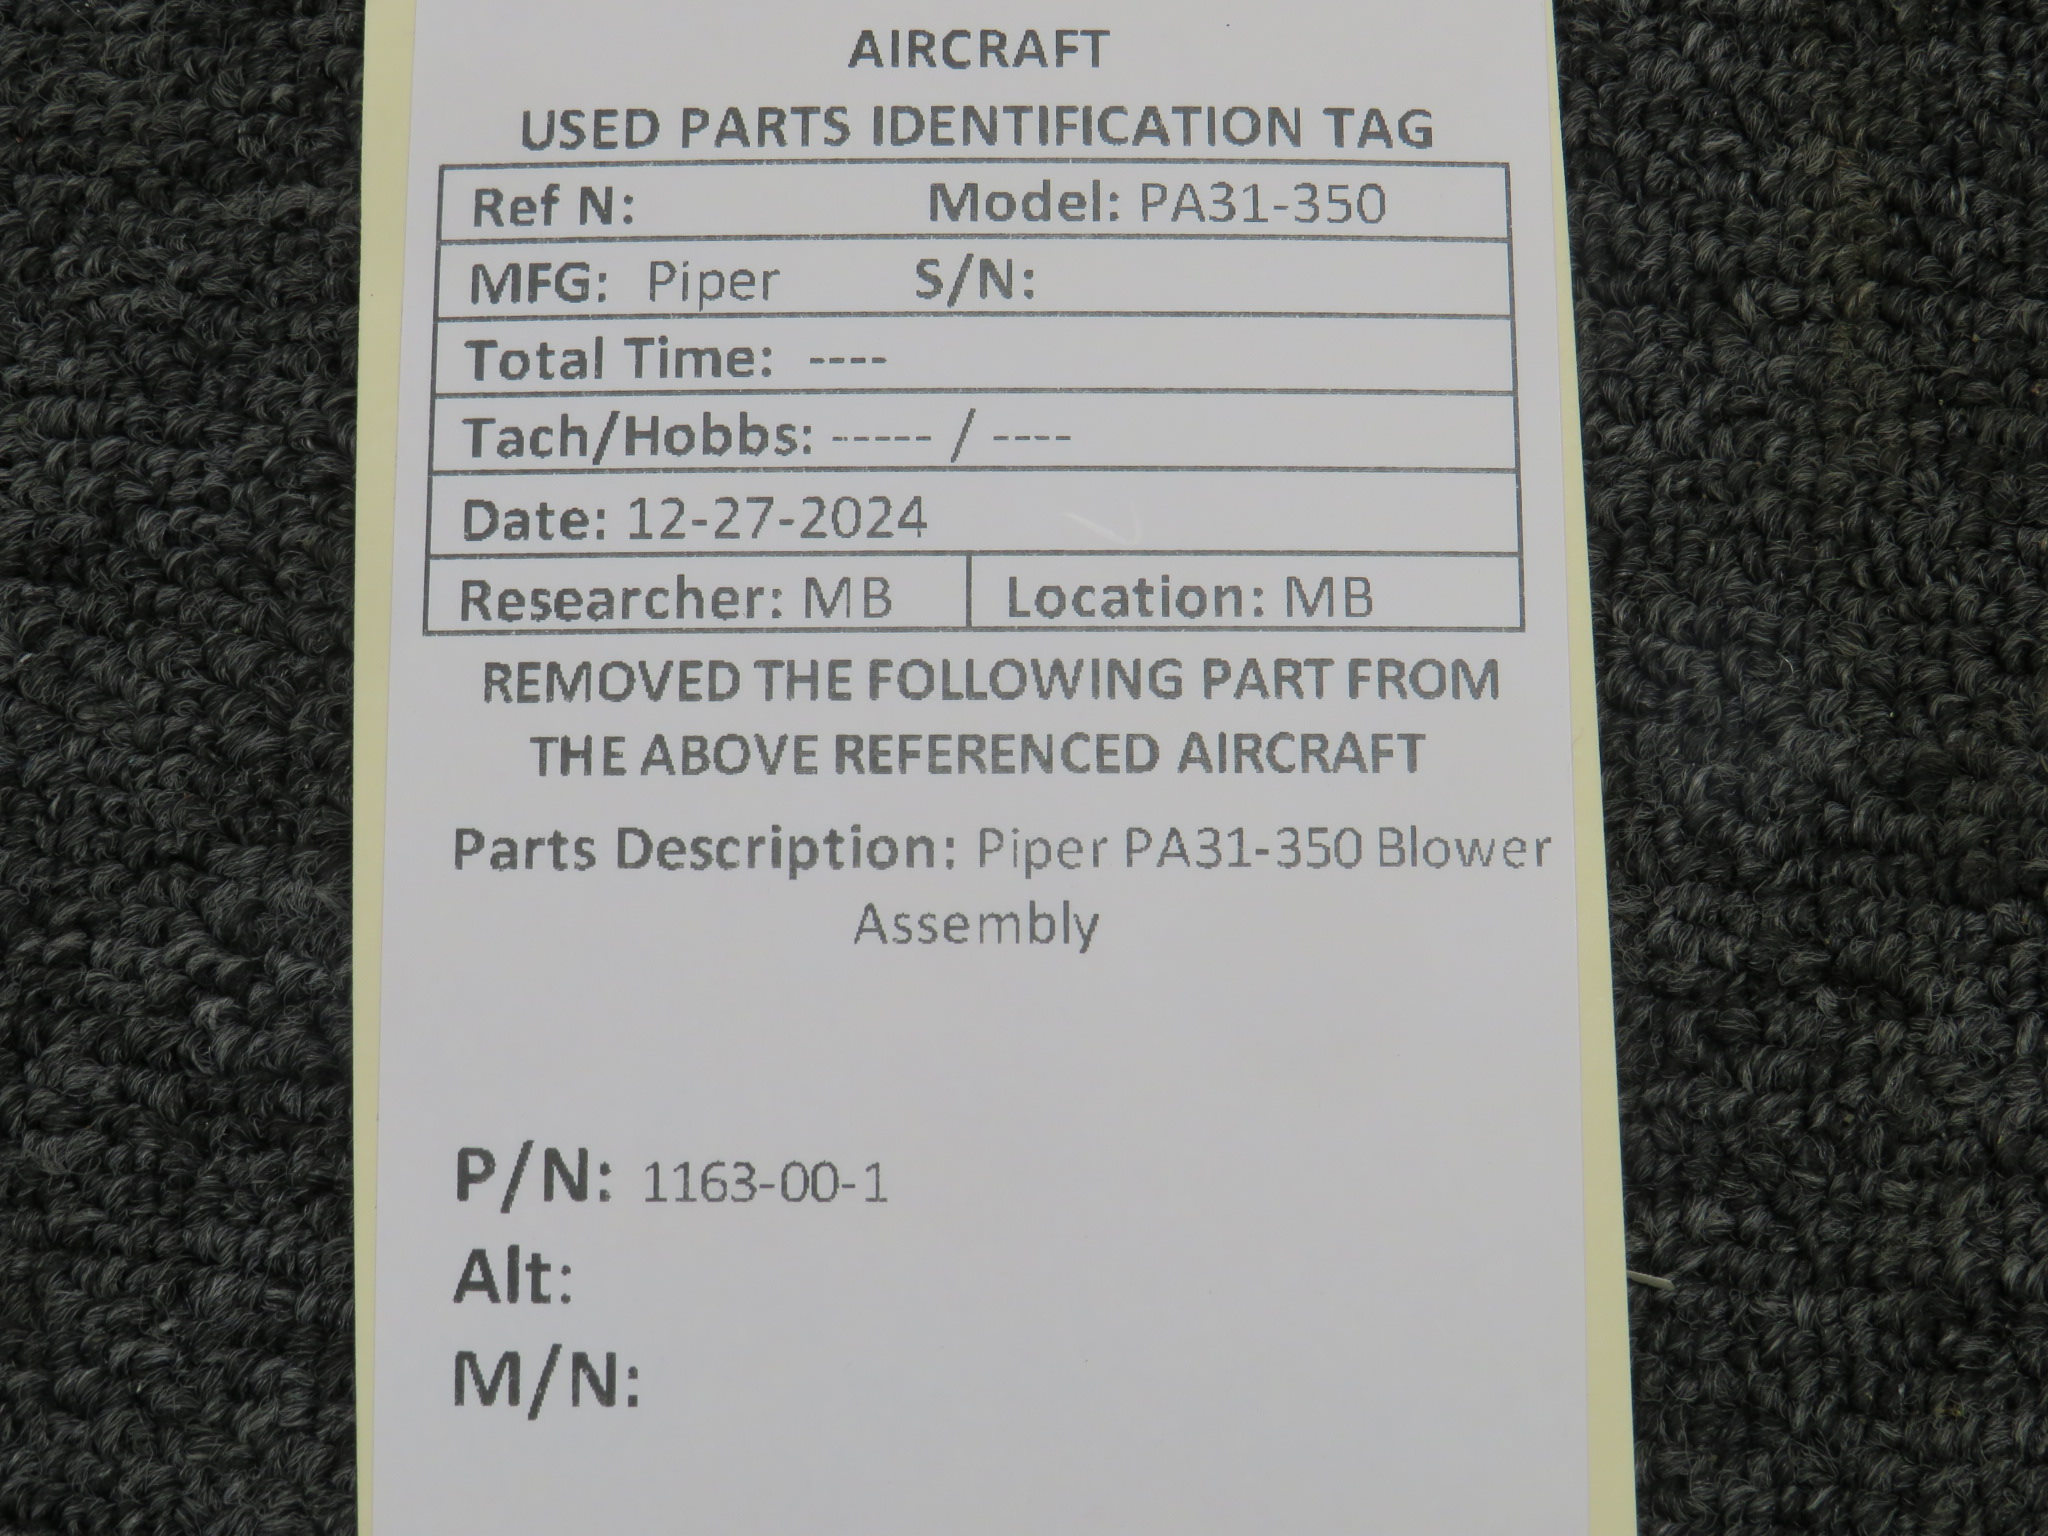 AIRCRAFT
USED PARTS IDENTIFICATION TAG
Ref N: Model: PA31-350
MFG: Piper S/N:
Total Time: ----
Tach/Hobbs: ----- / ----
Date: 12-27-2024
Researcher: MB Location: MB
REMOVED THE FOLLOWING PART FROM
THE ABOVE REFERENCED AIRCRAFT
Parts Description: Piper PA31-350 Blower
Assembly
P/N: 1163-00-1
Alt:
M/N: